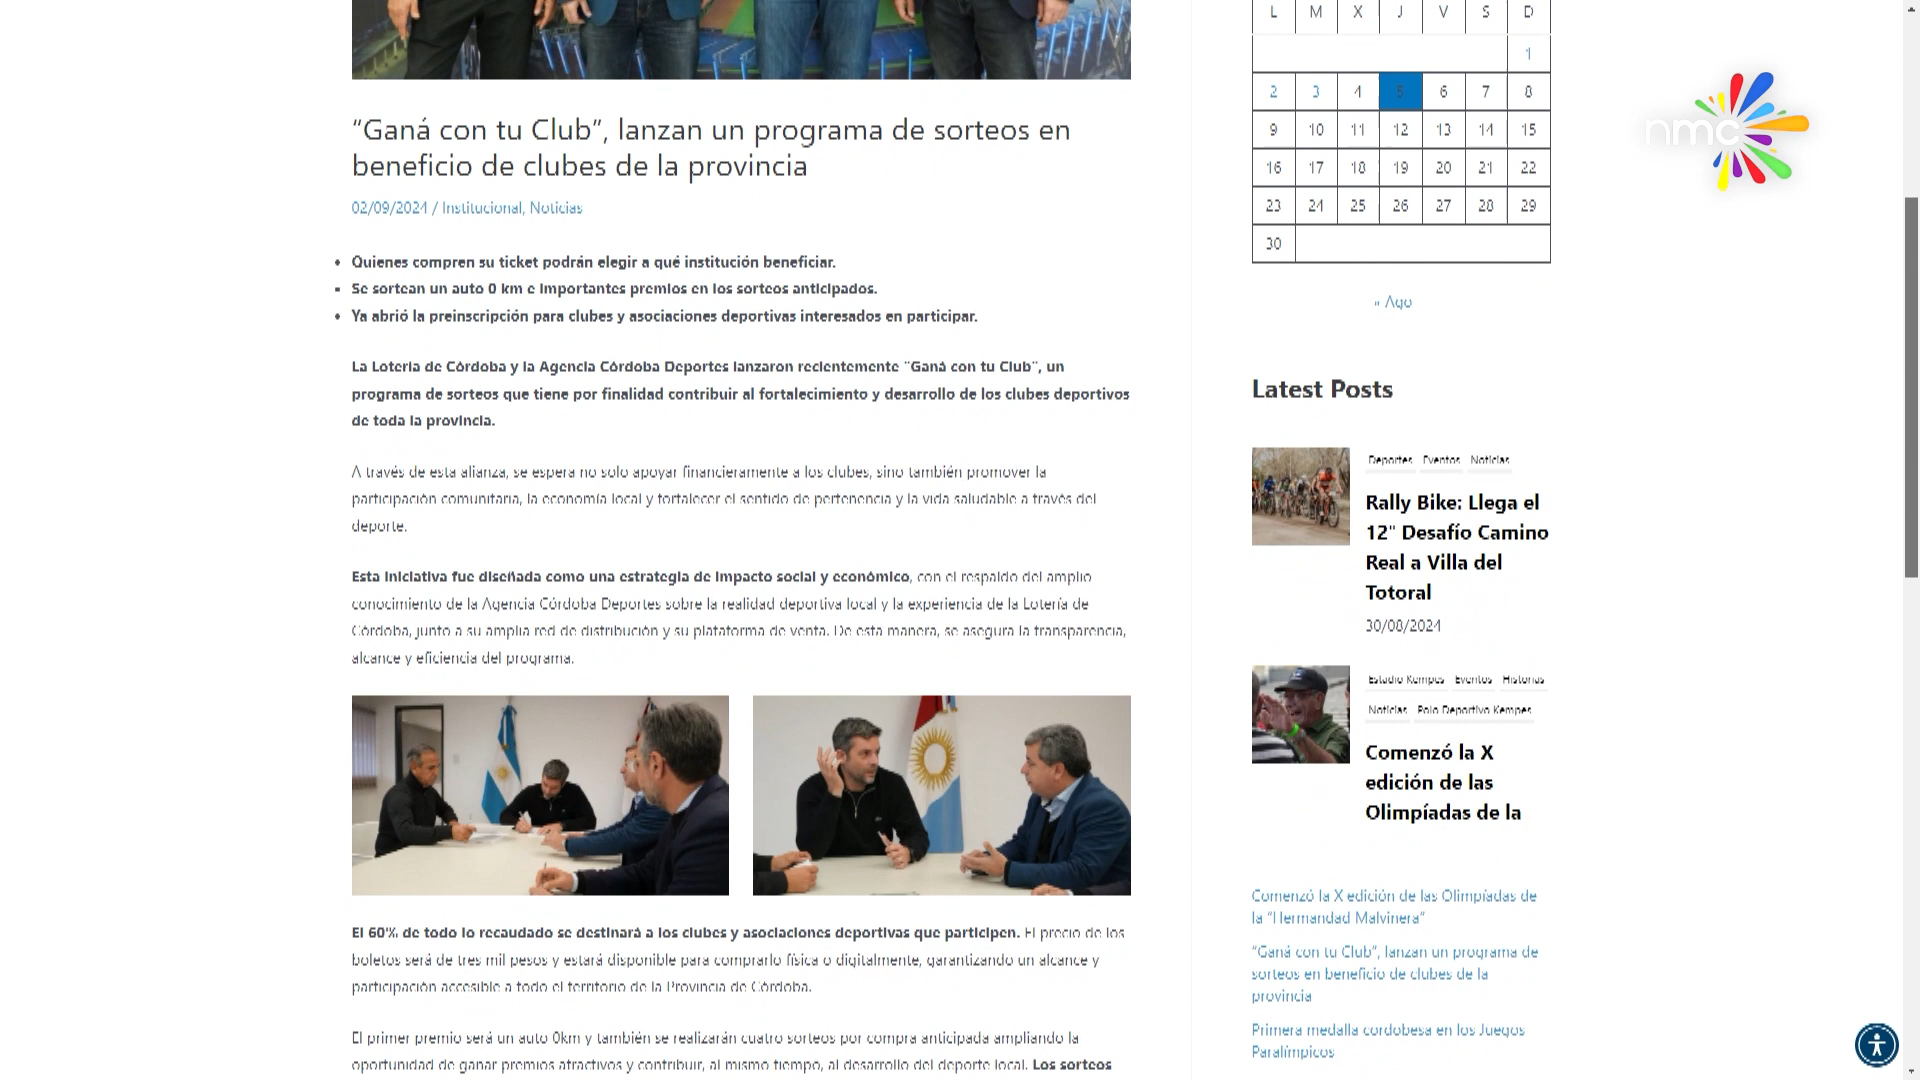 “Ganá con tu Club”, lanzan un programa de sorteos en
beneficio de clubes de la provincia
02/09/2024 / Institucional, Noticias
• Quienes compren su ticket podrán elegir a qué institución beneficiar.
• Se sortean un auto 0 km e importantes premios en los sorteos anticipados.
• Ya abrió la preinscripción para clubes y asociaciones deportivas interesados en participar.
La Lotería de Córdoba y la Agencia Córdoba Deportes lanzaron recientemente “Ganá con tu Club”, un
programa de sorteos que tiene por finalidad contribuir al fortalecimiento y desarrollo de los clubes deportivos
de toda la provincia.
A través de esta alianza, se espera no solo apoyar financieramente a los clubes, sino también promover la
participación comunitaria, la economía local y fortalecer el sentido de pertenencia y la vida saludable a través del
deporte.
Esta iniciativa fue diseñada como una estrategia de impacto social y económico, con el respaldo del amplio
conocimiento de la Agencia Córdoba Deportes sobre la realidad deportiva local y la experiencia de la Lotería de
Córdoba, junto a su amplia red de distribución y su plataforma de venta. De esta manera, se asegura la transparencia,
alcance y eficiencia del programa.
El 60% de todo lo recaudado se destinará a los clubes y asociaciones deportivas que participen. El precio de los
boletos será de tres mil pesos y estará disponible para comprarlo física o digitalmente, garantizando un alcance y
participación accesible a todo el territorio de la Provincia de Córdoba.
El primer premio será un auto 0km y también se realizarán cuatro sorteos por compra anticipada ampliando la
oportunidad de ganar premios atractivos y contribuir, al mismo tiempo, al desarrollo del deporte local. Los sorteos
L M X J V S D
1
2 3 4 5 6 7 8
9 10 11 12 13 14 15
16 17 18 19 20 21 22
23 24 25 26 27 28 29
30
« Ago
Latest Posts
Deportes Eventos Noticias
Rally Bike: Llega el
12° Desafío Camino
Real a Villa del
Totoral
30/08/2024
Estadio Kempes Eventos Historias
Noticias Polo Deportivo Kempes
Comenzó la X
edición de las
Olimpíadas de la
Comenzó la X edición de las Olimpíadas de
la “Hermandad Malvinera”
“Ganá con tu Club”, lanzan un programa de
sorteos en beneficio de clubes de la
provincia
Primera medalla cordobesa en los Juegos
Paralímpicos
nmc